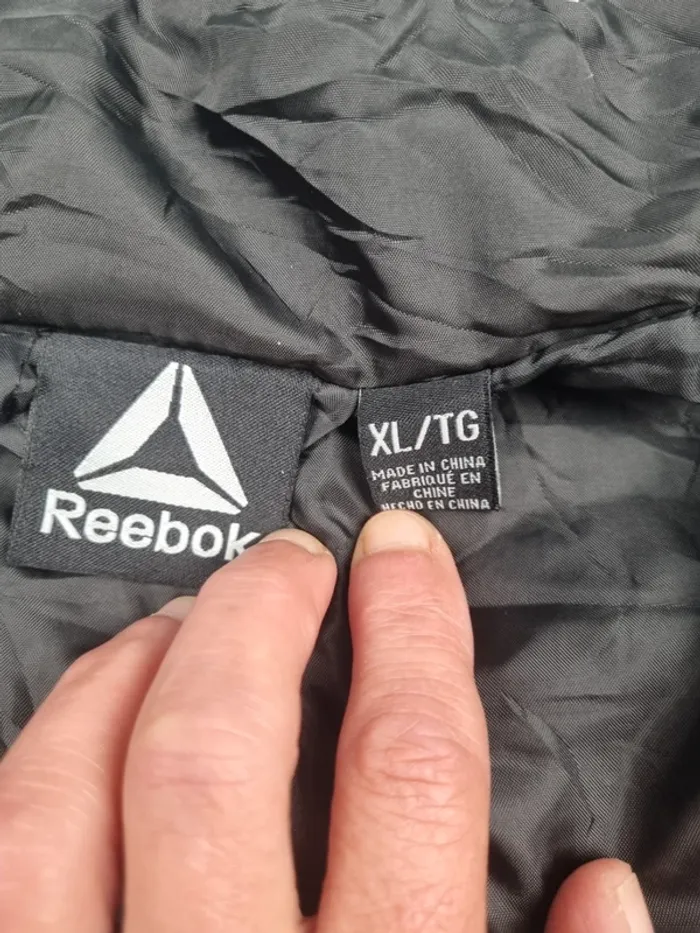 Reebok
XL/TG
MADE IN CHINA
FABRIQUÉ EN
CHINE
HECHO EN CHINA